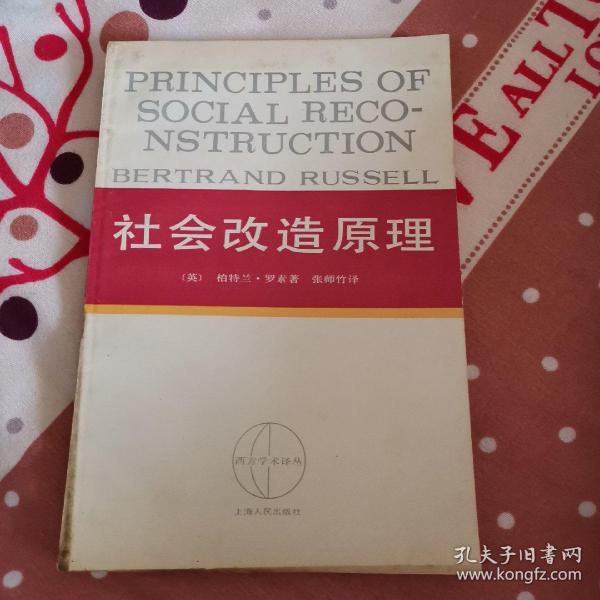 PRINCIPLES OF
SOCIAL RECO-
NSTRUCTION
BERTRAND RUSSELL
社会改造原理
〔英〕 柏特兰·罗素著 张师竹译
西方学术译丛
上海人民出版社
E ALL T
LO
孔夫子旧书网
www.kongfz.com